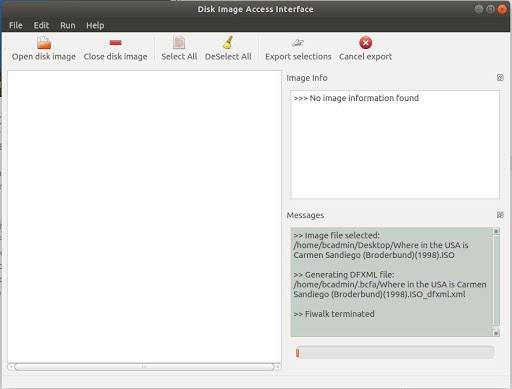 Disk Image Access Interface
File Edit Run Help
Open disk image Close disk image Select All DeSelect All Export selections Cancel export
Image Info
>>> No image information found
Messages
>> Image file selected:
/home/bcadmin/Desktop/Where in the USA is
Carmen Sandiego (Broderbund)(1998).ISO
>> Generating DFXML file:
/home/bcadmin/.bcfa/Where in the USA is Carmen
Sandiego (Broderbund)(1998).ISO_dfxml.xml
>> Fiwalk terminated